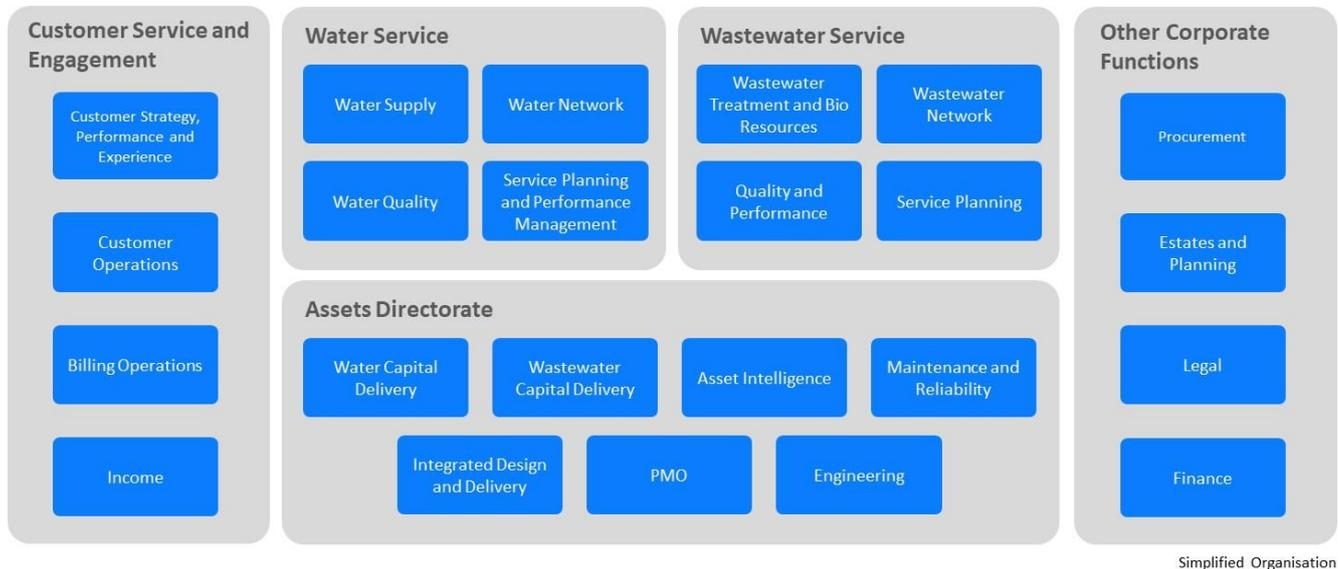 Customer Service and
Engagement
Customer Strategy,
Performance and
Experience
Customer
Operations
Billing Operations
Income
Water Service
Water Supply
Water Network
Water Quality
Service Planning
and Performance
Management
Wastewater Service
Wastewater
Treatment and Bio
Resources
Wastewater
Network
Quality and
Performance
Service Planning
Assets Directorate
Water Capital
Delivery
Wastewater
Capital Delivery
Asset Intelligence
Maintenance and
Reliability
Integrated Design
and Delivery
PMO
Engineering
Other Corporate
Functions
Procurement
Estates and
Planning
Legal
Finance
Simplified Organisation